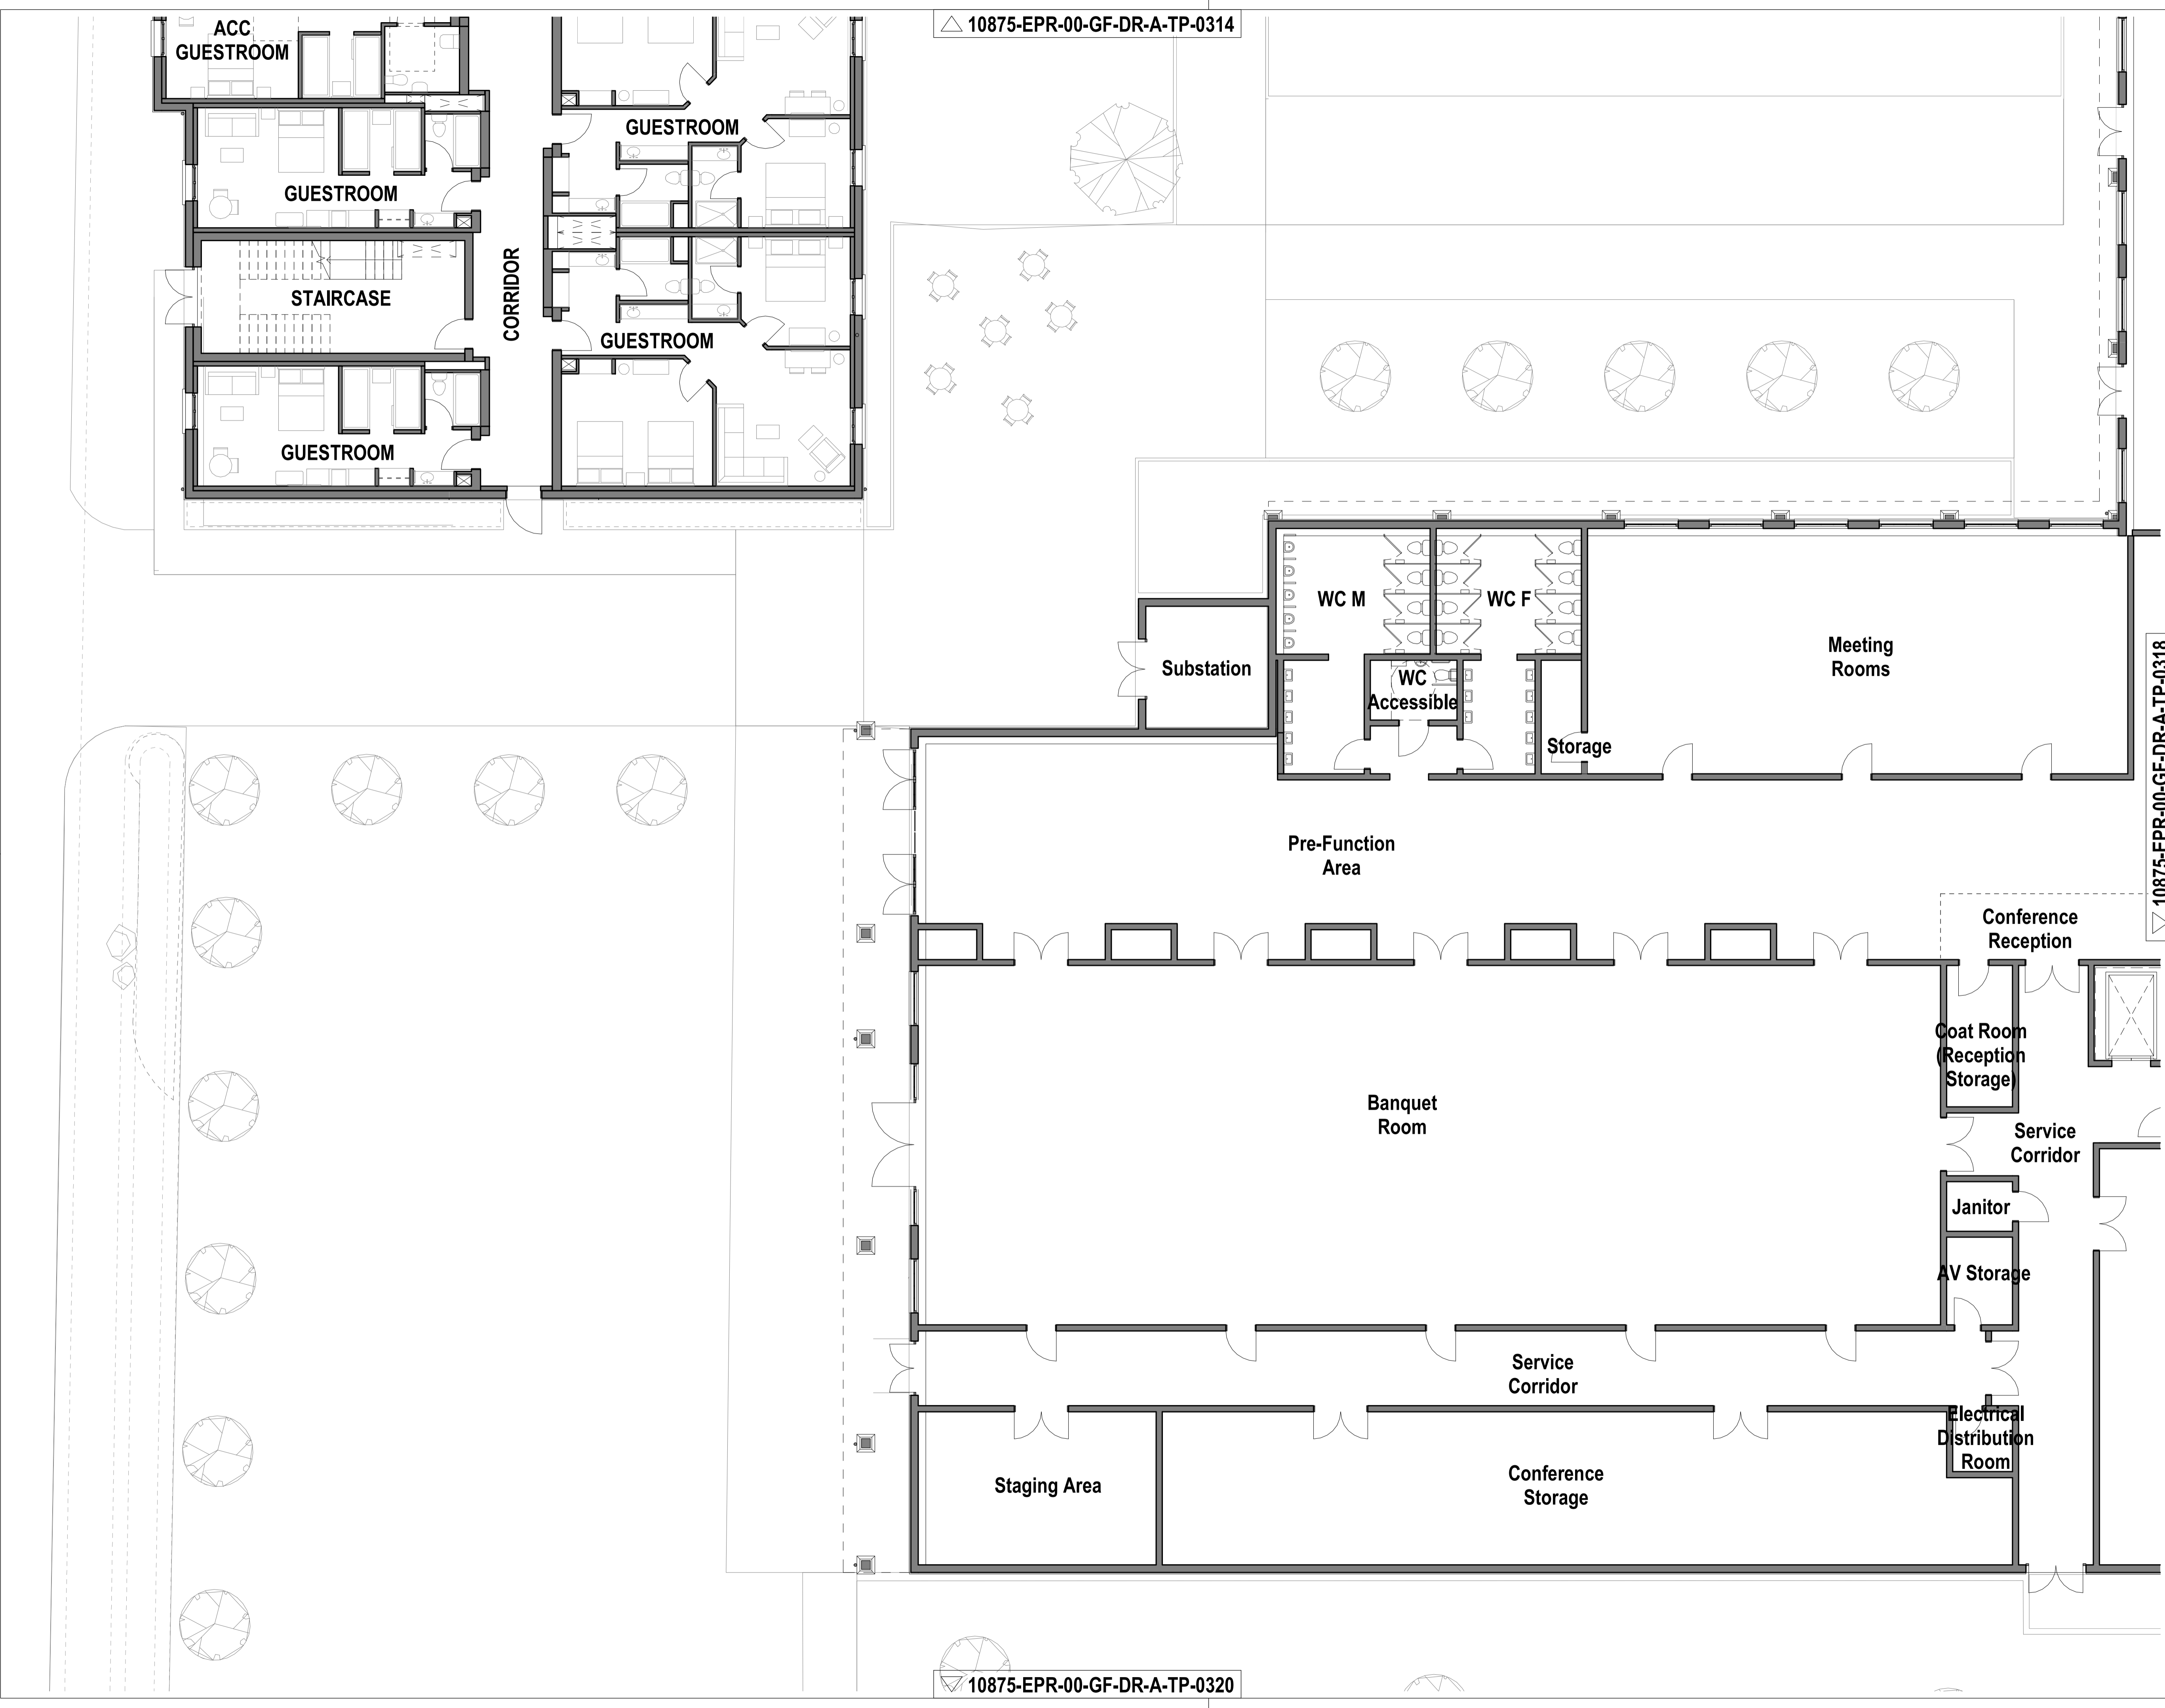 10875-EPR-00-GF-DR-A-TP-0314
ACC
GUESTROOM
GUESTROOM
GUESTROOM
STAIRCASE
CORRIDOR
GUESTROOM
GUESTROOM
WC M
WC F
Substation
WC
Accessible
Storage
Meeting
Rooms
10875-EPR-00-GF-DR-A-TP-0318
Pre-Function
Area
Conference
Reception
Coat Room
(Reception
Storage)
Banquet
Room
Service
Corridor
Janitor
AV Storage
Service
Corridor
Electrical
Distribution
Room
Staging Area
Conference
Storage
10875-EPR-00-GF-DR-A-TP-0320